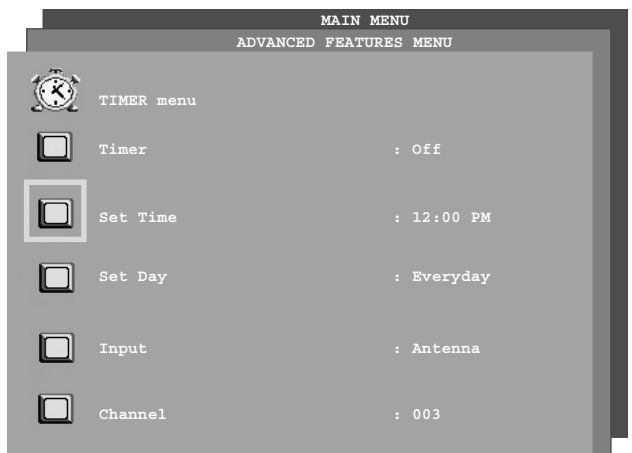 MAIN MENU
ADVANCED FEATURES MENU
TIMER menu
Timer : Off
Set Time : 12:00 PM
Set Day : Everyday
Input : Antenna
Channel : 003